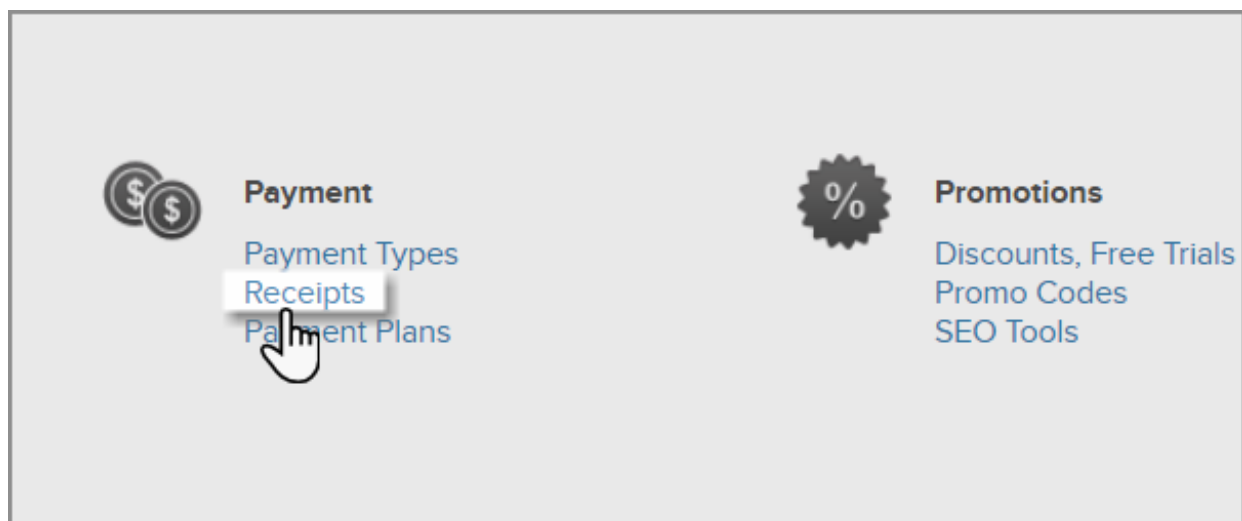 Payment
Payment Types
Receipts
Payment Plans
Promotions
Discounts, Free Trials
Promo Codes
SEO Tools
$
$
%